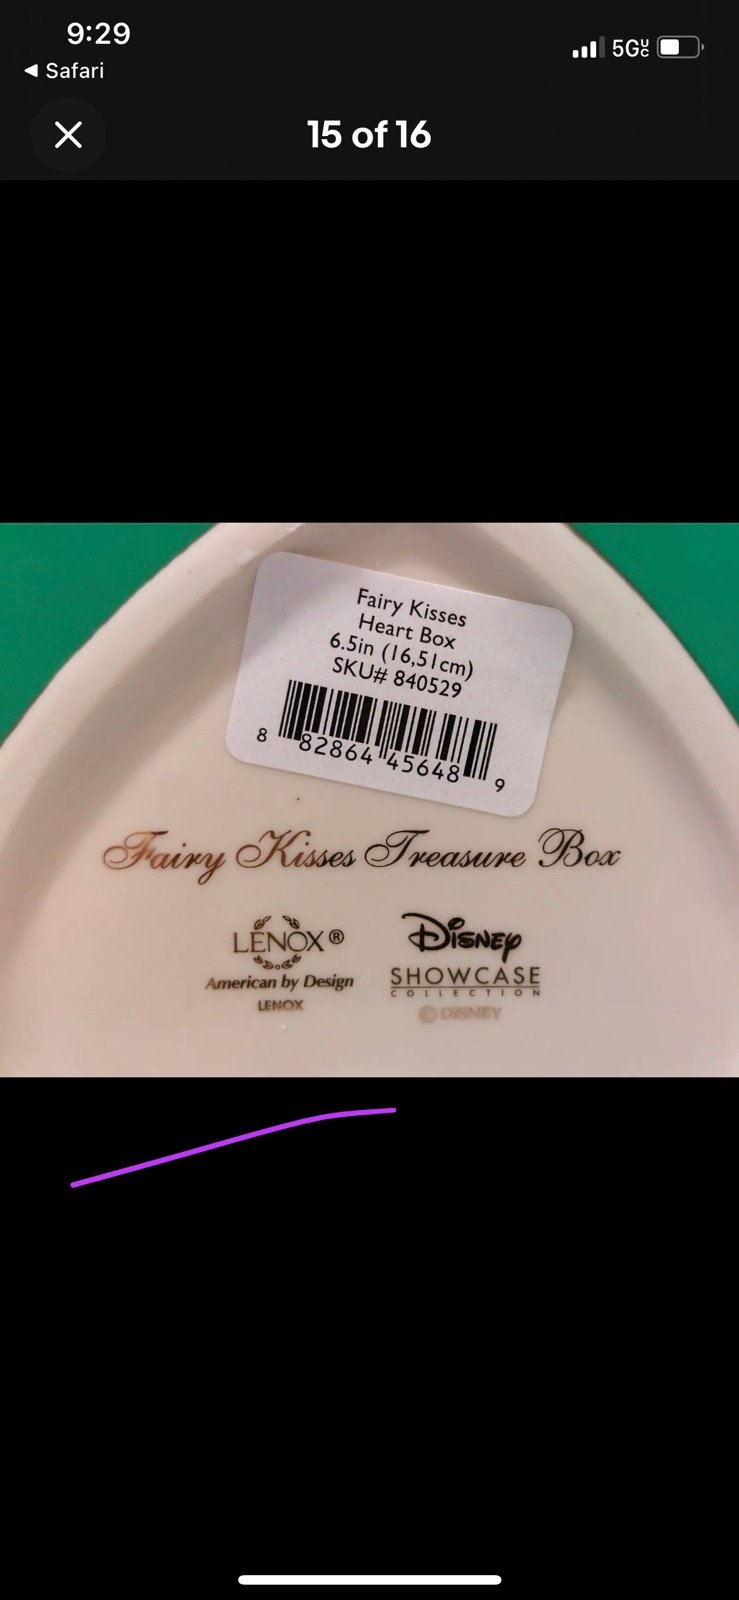 9:29
5GUC
◀ Safari
15 of 16
Fairy Kisses
Heart Box
6.5in (16,51cm)
SKU# 840529
8 82864 45648 9
Fairy Kisses Treasure Box
LENOX®
American by Design
LENOX
Disney
SHOWCASE
COLLECTION
© DISNEY